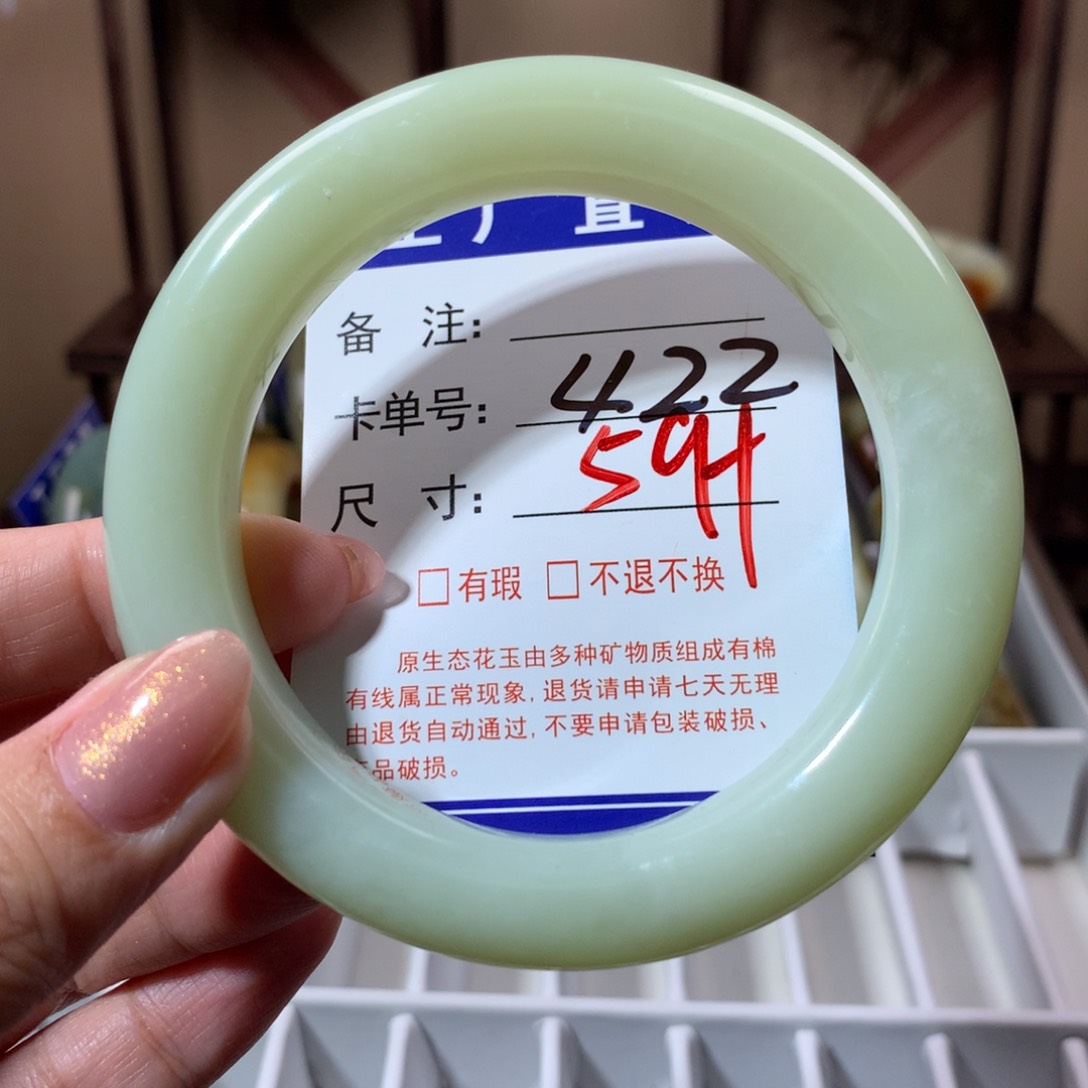 厂直
备 注：
卡单号：422
尺 寸：59
□有瑕 □不退不换
原生态花玉由多种矿物质组成有棉
有线属正常现象，退货请申请七天无理
由退货自动通过，不要申请包装破损、
品破损。